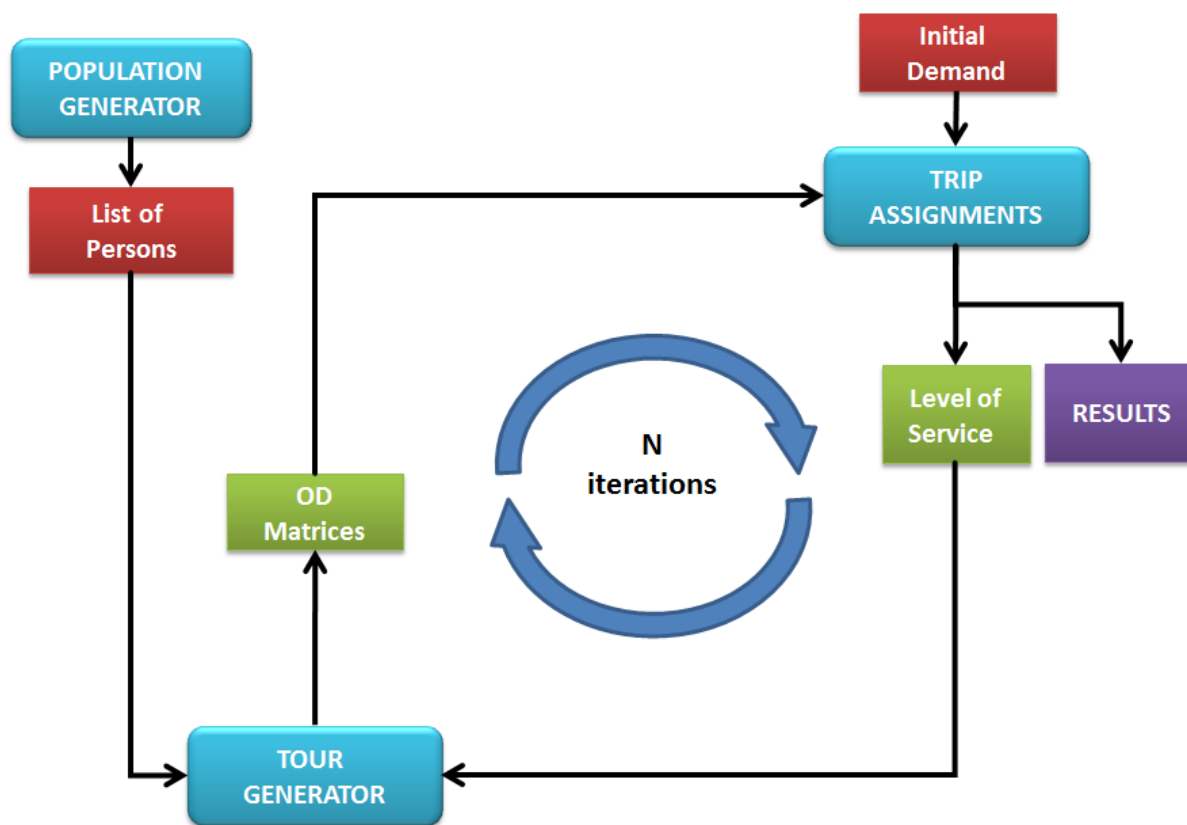 POPULATION
GENERATOR
Initial
Demand
List of
Persons
TRIP
ASSIGNMENTS
Level of
Service
RESULTS
N
iterations
OD
Matrices
TOUR
GENERATOR